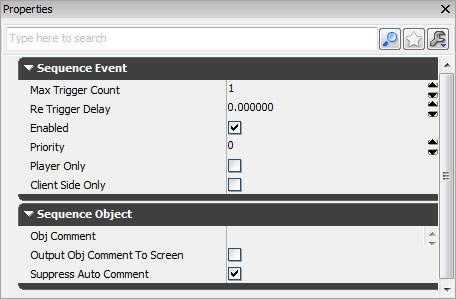 Properties
Type here to search
Sequence Event
Max Trigger Count 1
Re Trigger Delay 0.000000
Enabled
Priority 0
Player Only
Client Side Only
Sequence Object
Obj Comment
Output Obj Comment To Screen
Suppress Auto Comment